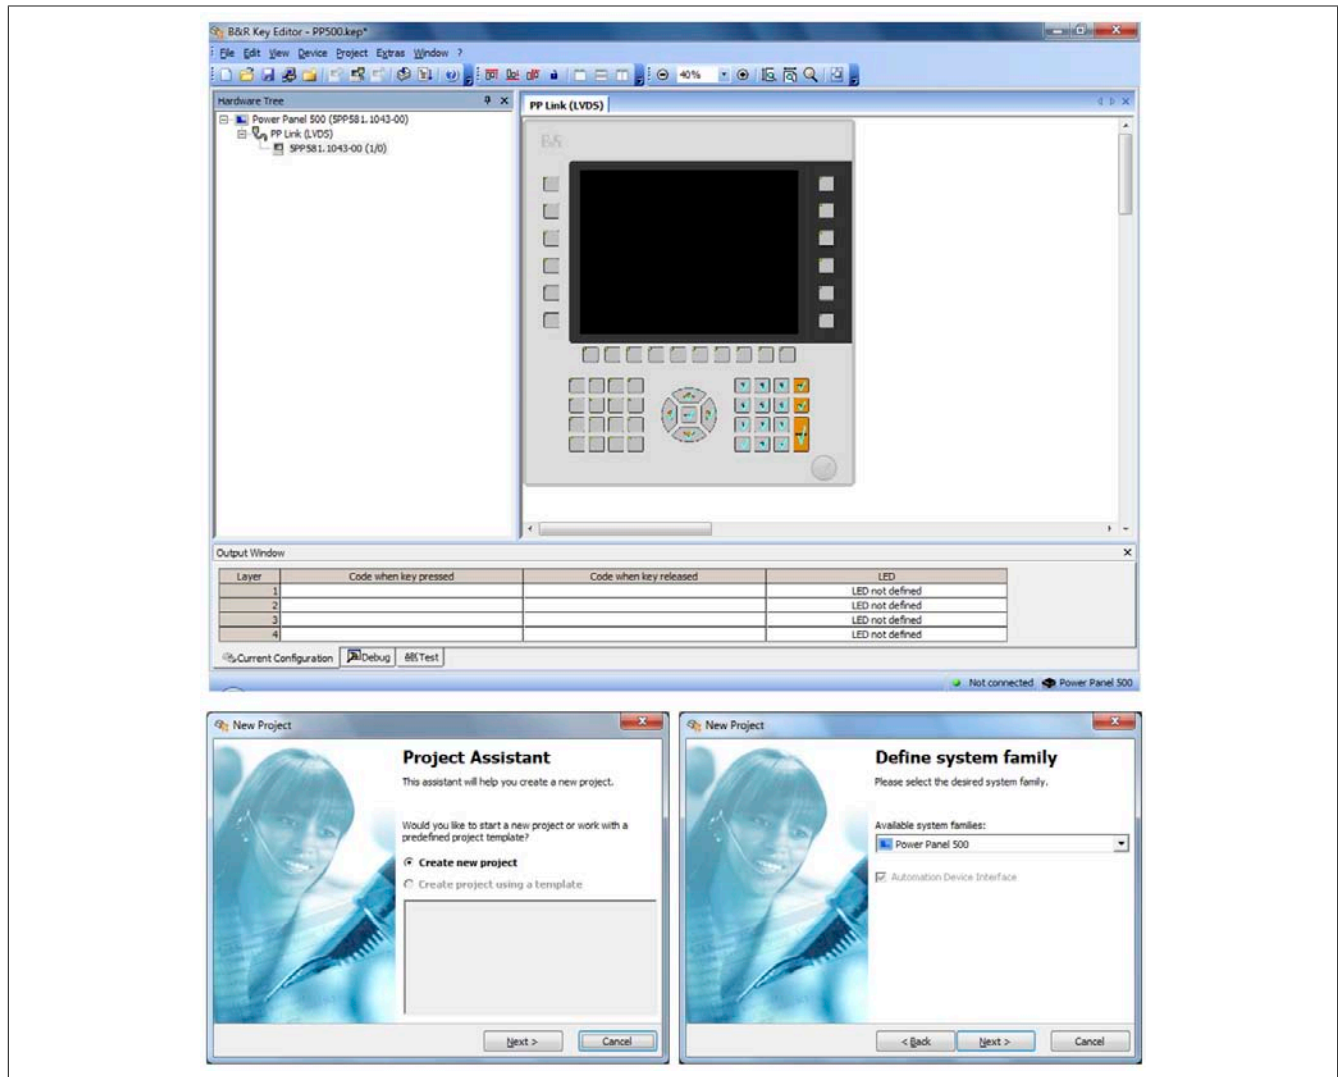 B&R Key Editor - PP500.kep*
File Edit View Device Project Extras Window ?
40%
Hardware Tree
Power Panel 500 (5PP581.1043-00)
PP Link (LVDS)
5PP581.1043-00 (1/0)
PP Link (LVDS)
B&R
Output Window
Layer Code when key pressed Code when key released LED
1 LED not defined
2 LED not defined
3 LED not defined
4 LED not defined
Current Configuration Debug Test
Not connected Power Panel 500
New Project
Project Assistant
This assistant will help you create a new project.
Would you like to start a new project or work with a
predefined project template?
Create new project
Create project using a template
Next > Cancel
New Project
Define system family
Please select the desired system family.
Available system families:
Power Panel 500
Automation Device Interface
< Back Next > Cancel